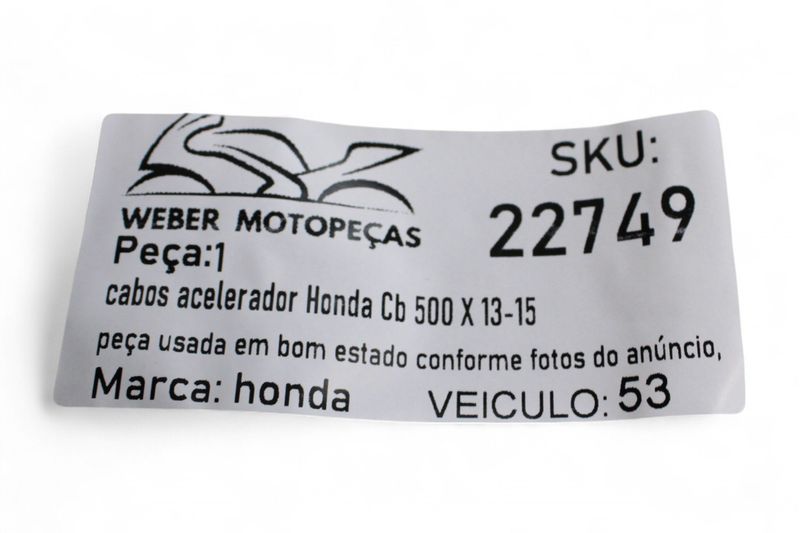 WEBER MOTOPEÇAS
SKU:
22749
Peça:1
cabos acelerador Honda Cb 500 X 13-15
peça usada em bom estado conforme fotos do anúncio,
Marca: honda
VEICULO: 53